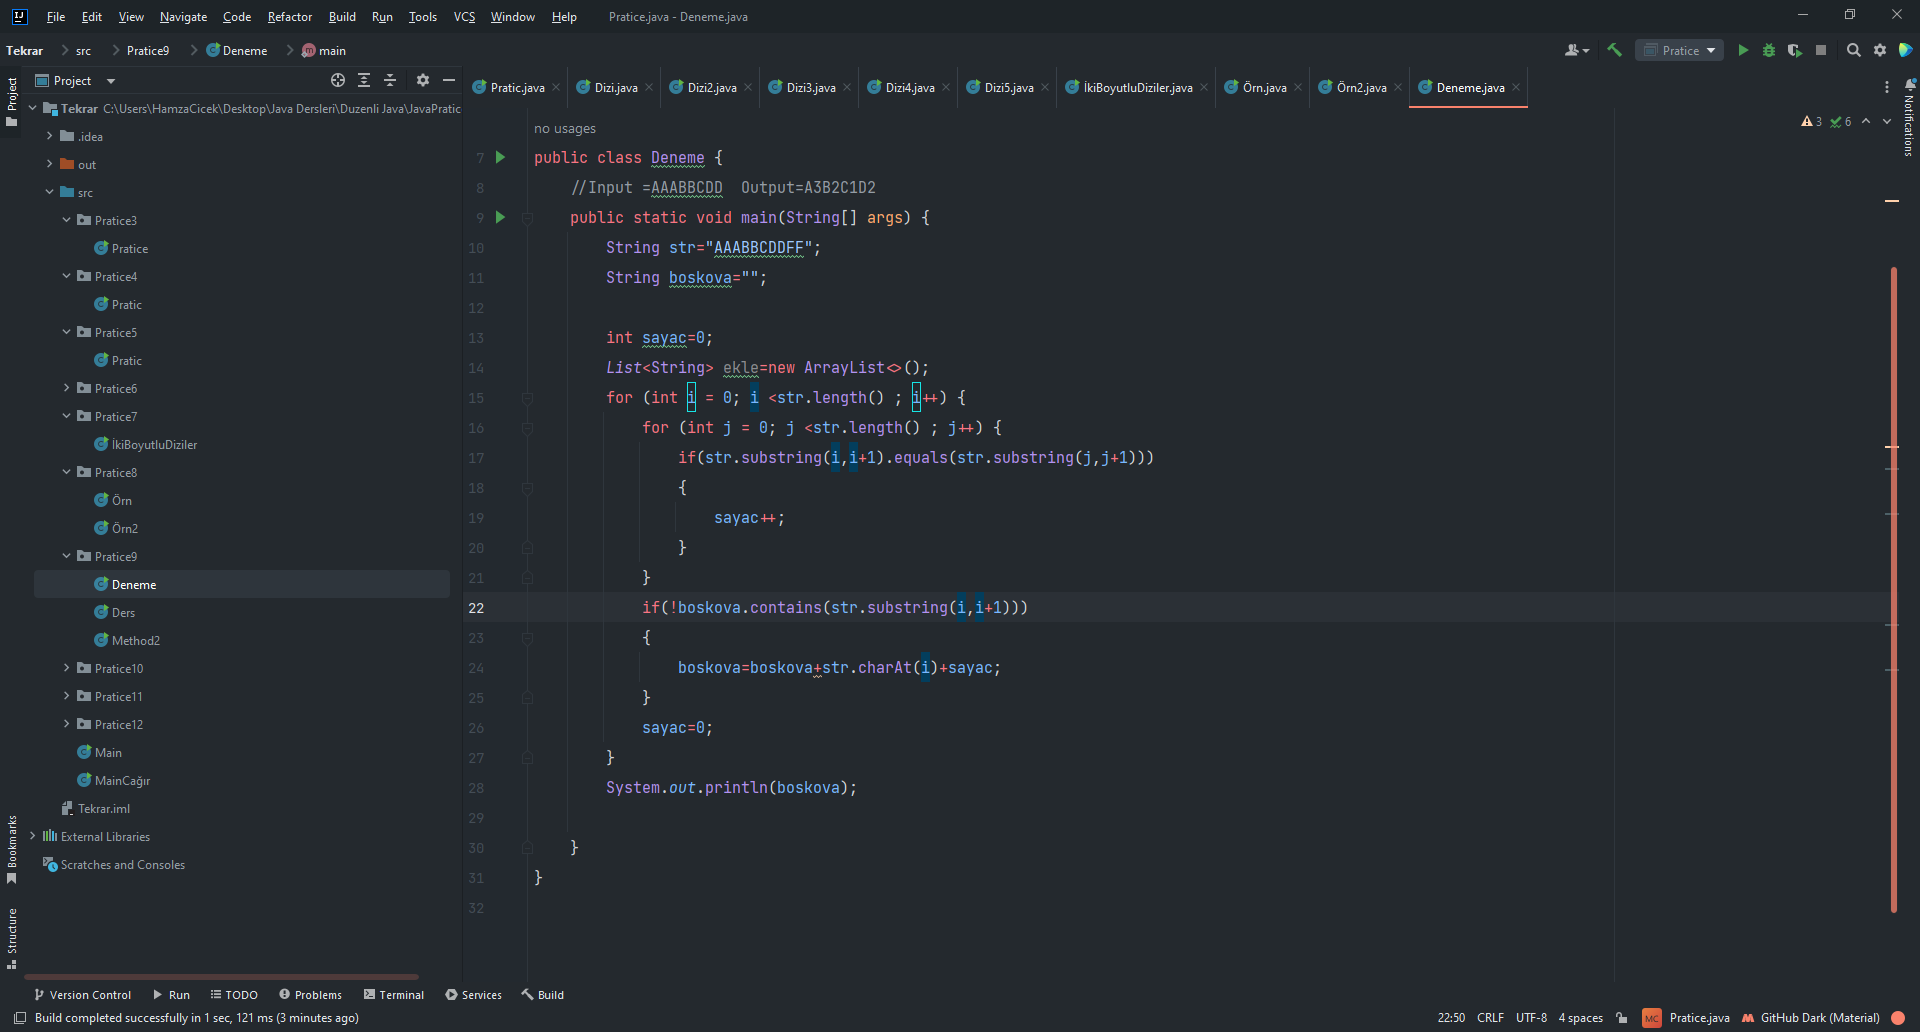 File Edit View Navigate Code Refactor Build Run Tools VCS Window Help Pratice.java - Deneme.java
Tekrar src Pratice9 Deneme main Pratice
Project
Pratic.java Dizi.java Dizi2.java Dizi3.java Dizi4.java Dizi5.java İkiBoyutluDiziler.java Örn.java Örn2.java Deneme.java
Project
Notifications
Bookmarks
Structure
Tekrar C:\Users\HamzaCicek\Desktop\Java Dersleri\Duzenli Java\JavaPratic
.idea
out
src
Pratice3
Pratice
Pratice4
Pratic
Pratice5
Pratic
Pratice6
Pratice7
İkiBoyutluDiziler
Pratice8
Örn
Örn2
Pratice9
Deneme
Ders
Method2
Pratice10
Pratice11
Pratice12
Main
MainCağır
Tekrar.iml
External Libraries
Scratches and Consoles
no usages
3 6
7 public class Deneme {
8 //Input =AAABBCDD  Output=A3B2C1D2
9 public static void main(String[] args) {
10 String str="AAABBCDDFF";
11 String boskova="";
12
13 int sayac=0;
14 List<String> ekle=new ArrayList<>();
15 for (int i = 0; i <str.length() ; i++) {
16 for (int j = 0; j <str.length() ; j++) {
17 if(str.substring(i,i+1).equals(str.substring(j,j+1)))
18 {
19 sayac++;
20 }
21 }
22 if(!boskova.contains(str.substring(i,i+1)))
23 {
24 boskova=boskova+str.charAt(i)+sayac;
25 }
26 sayac=0;
27 }
28 System.out.println(boskova);
29
30 }
31 }
32
Version Control Run TODO Problems Terminal Services Build
Build completed successfully in 1 sec, 121 ms (3 minutes ago) 22:50 CRLF UTF-8 4 spaces MC Pratice.java GitHub Dark (Material)